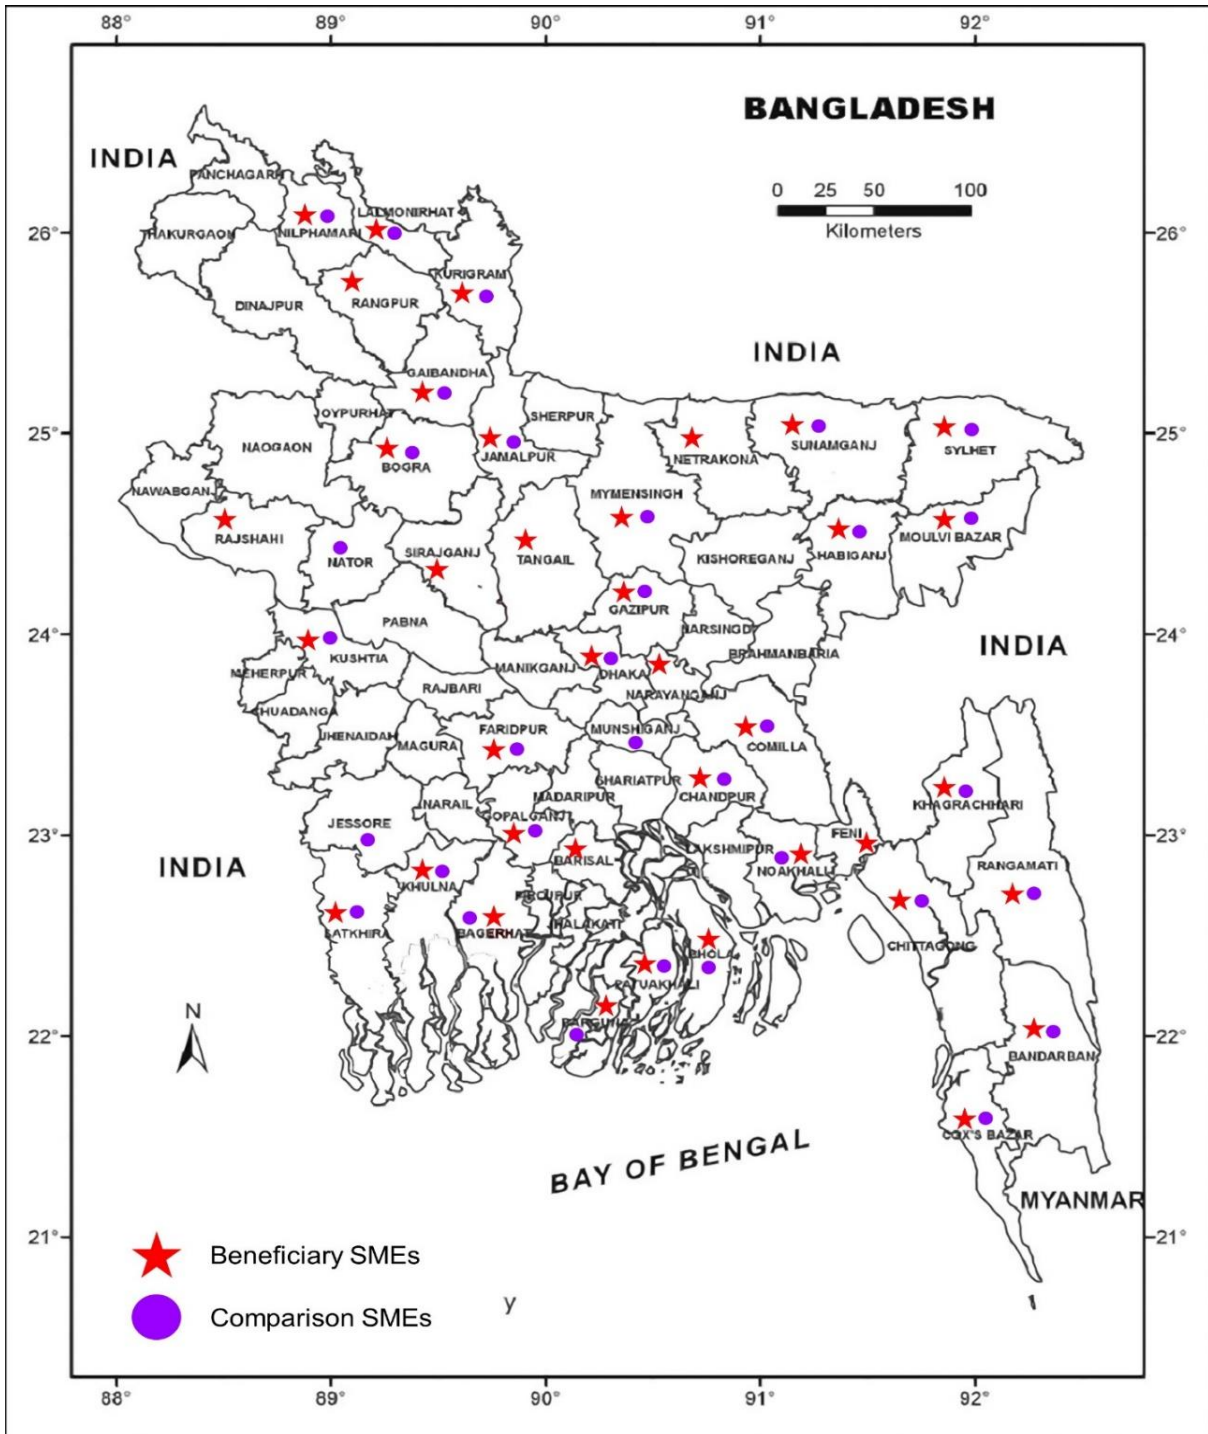 88° 89° 90° 91° 92°
BANGLADESH
INDIA
PANCHAGARH
0 25 50 100
LALMONIRHAT
Kilometers
THAKURGAON
NILPHAMARI
26° 26°
KURIGRAM
DINAJPUR
RANGPUR
INDIA
GAIBANDHA
OYPURHAT
SHERPUR
25° 25°
NAOGAON
BOGRA
JAMALPUR
NETRAKONA
SUNAMGANJ
SYLHET
NAWABGANJ
MYMENSINGH
RAJSHAHI
NATOR
SIRAJGANJ
TANGAIL
KISHOREGANJ
HABIGANJ
MOULVI BAZAR
GAZIPUR
PABNA
NARSINGDI
24° 24°
INDIA
KUSHTIA
MEHERPUR
MANIKGANJ
DHAKA
BRAHMANBARIA
RAJBARI
NARAYANGANJ
CHUADANGA
JHENAIDAH
MAGURA
FARIDPUR
MUNSHIGANJ
COMILLA
SHARIATPUR
CHANDPUR
NARAIL
MADARIPUR
KHAGRACHHARI
JESSORE
GOPALGANJ
23° 23°
FENI
INDIA
BARISAL
LAKSHMIPUR
NOAKHALI
RANGAMATI
KHULNA
PIROJPUR
SATKHIRA
BAGERHAT
JHALAKATI
CHITTAGONG
BHOLA
PATUAKHALI
N
BARGUNA
22° 22°
BANDARBAN
COX'S BAZAR
BAY OF BENGAL
MYANMAR
21° 21°
Beneficiary SMEs
Comparison SMEs
y
88° 89° 90° 91° 92°